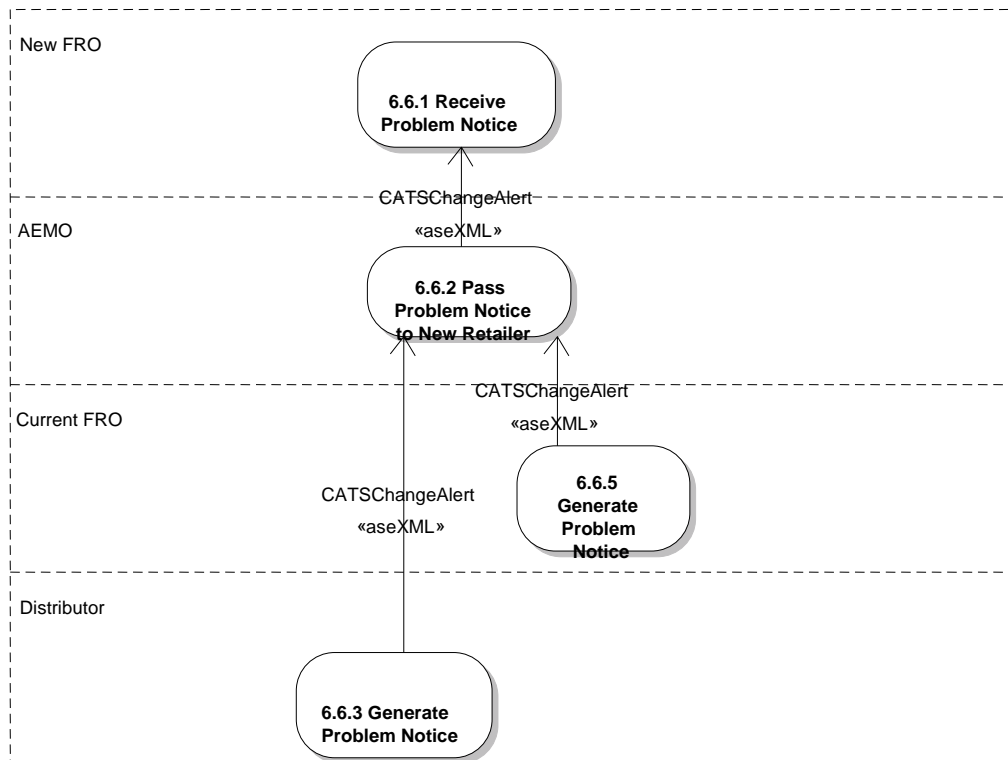 New FRO
6.6.1 Receive
Problem Notice
CATSChangeAlert
«aseXML»
AEMO
6.6.2 Pass
Problem Notice
to New Retailer
CATSChangeAlert
«aseXML»
Current FRO
6.6.5
Generate
Problem
Notice
CATSChangeAlert
«aseXML»
Distributor
6.6.3 Generate
Problem Notice